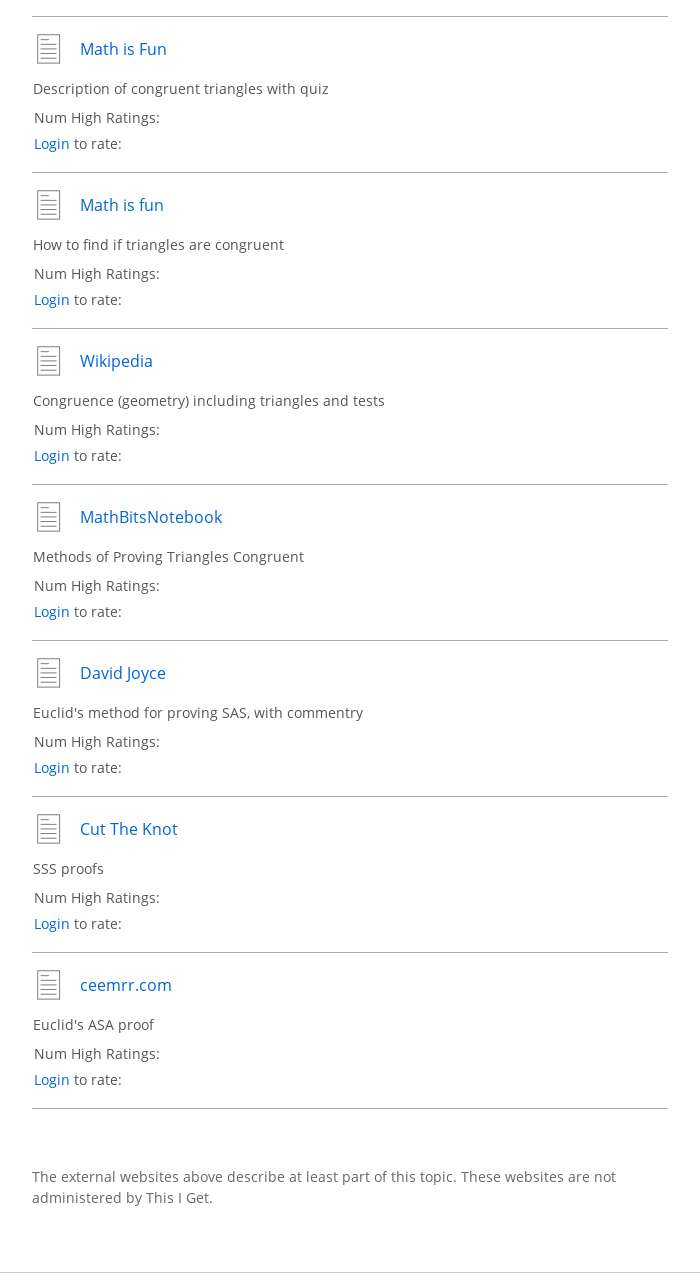 Math is Fun
Description of congruent triangles with quiz
Num High Ratings:
Login to rate:
Math is fun
How to find if triangles are congruent
Num High Ratings:
Login to rate:
Wikipedia
Congruence (geometry) including triangles and tests
Num High Ratings:
Login to rate:
MathBitsNotebook
Methods of Proving Triangles Congruent
Num High Ratings:
Login to rate:
David Joyce
Euclid's method for proving SAS, with commentry
Num High Ratings:
Login to rate:
Cut The Knot
SSS proofs
Num High Ratings:
Login to rate:
ceemrr.com
Euclid's ASA proof
Num High Ratings:
Login to rate:
The external websites above describe at least part of this topic. These websites are not
administered by This I Get.